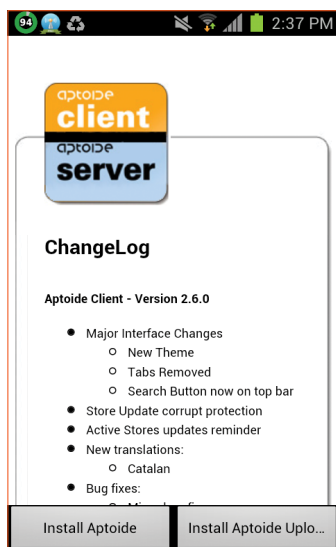 94
2:37 PM
aptoide
client
aptoide
server
ChangeLog
Aptoide Client - Version 2.6.0
Major Interface Changes
New Theme
Tabs Removed
Search Button now on top bar
Store Update corrupt protection
Active Stores updates reminder
New translations:
Catalan
Bug fixes:
Install Aptoide
Install Aptoide Uplo...